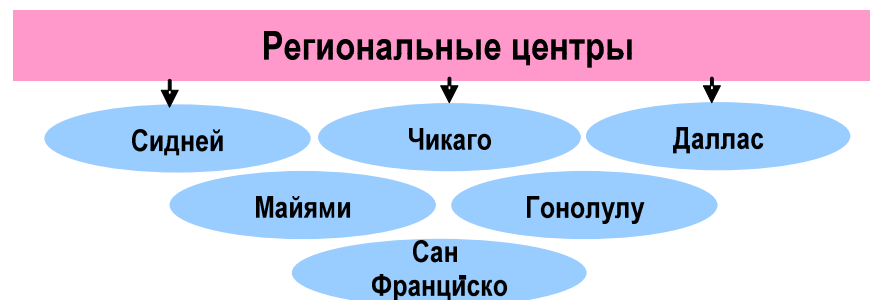 Региональные центры
Сидней
Чикаго
Даллас
Майями
Гонолулу
Сан
Франциско